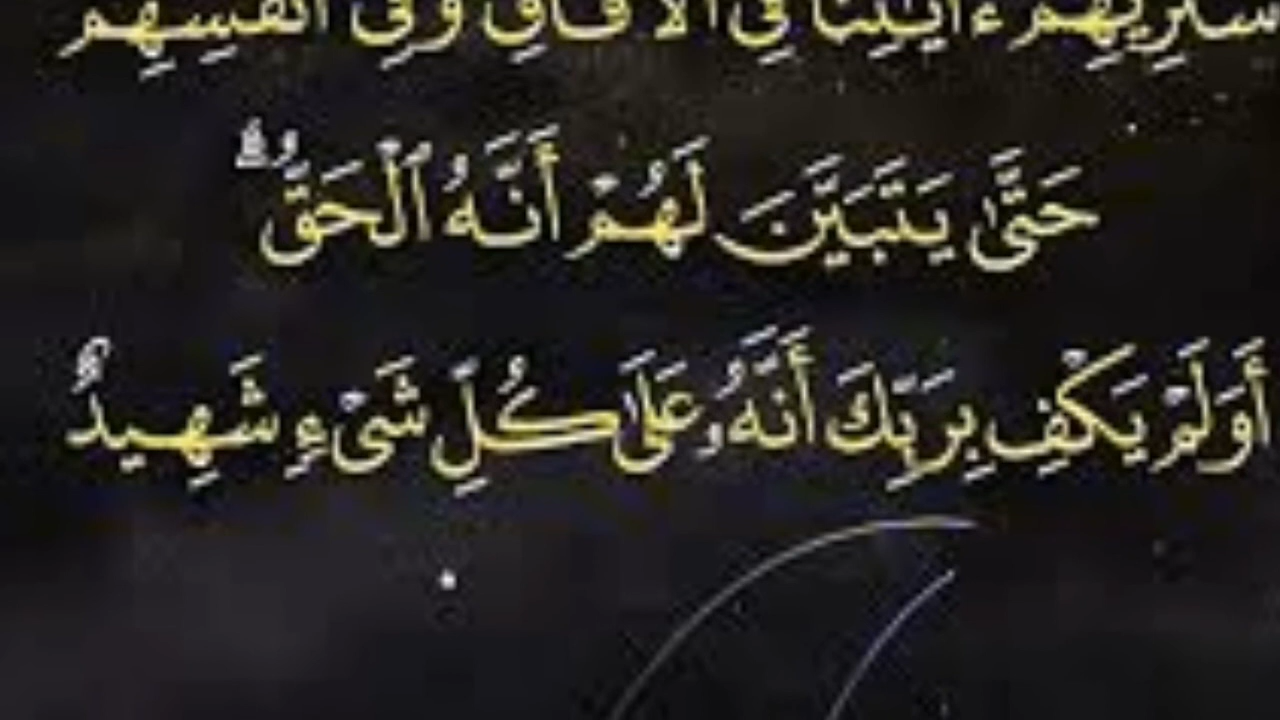 سَنُرِيهِمْ ءَايَـٰتِنَا فِى ٱلْـَٔافَاقِ وَفِىٓ أَنفُسِهِمْ
حَتَّىٰ يَتَبَيَّنَ لَهُمْ أَنَّهُ ٱلْحَقُّ ۗ
أَوَلَمْ يَكْفِ بِرَبِّكَ أَنَّهُۥ عَلَىٰ كُلِّ شَىْءٍ شَهِيدٌ